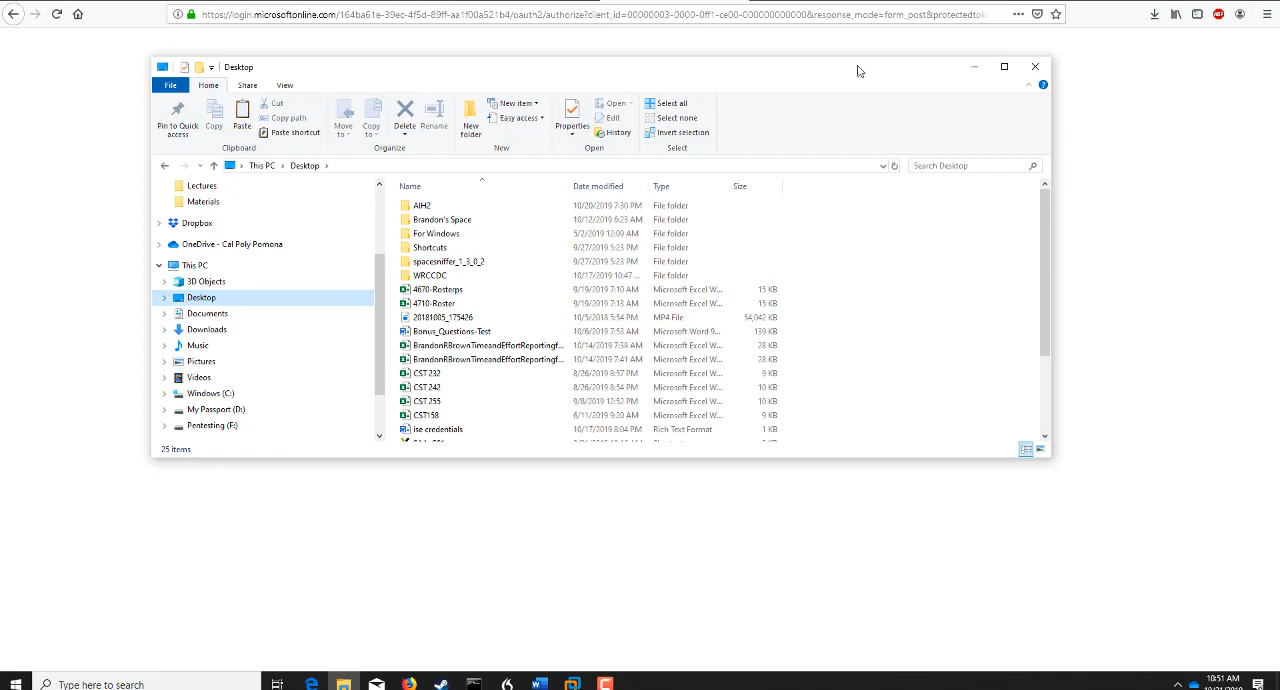 https://login.microsoftonline.com/164ba61e-39ec-4f5d-89ff-aa1f00a521b4/oauth2/authorize?client_id=00000003-0000-0ff1-ce00-000000000000&response_mode=form_post&protectedtok
Desktop
File Home Share View
Pin to Quick access
Copy
Paste
Cut
Copy path
Paste shortcut
Clipboard
Move to
Copy to
Delete
Rename
Organize
New folder
New item
Easy access
New
Properties
Open
Edit
History
Open
Select all
Select none
Invert selection
Select
This PC > Desktop >
Search Desktop
Lectures
Materials
Dropbox
OneDrive - Cal Poly Pomona
This PC
3D Objects
Desktop
Documents
Downloads
Music
Pictures
Videos
Windows (C:)
My Passport (D:)
Pentesting (F:)
Name Date modified Type Size
AIH2 10/20/2019 7:30 PM File folder
Brandon's Space 10/12/2019 6:23 AM File folder
For Windows 5/2/2019 12:09 AM File folder
Shortcuts 9/27/2019 5:23 PM File folder
spacesniffer_1_3_0_2 9/27/2019 5:23 PM File folder
WRCCDC 10/17/2019 10:47 ... File folder
4670-Rosterps 9/19/2019 7:10 AM Microsoft Excel W... 15 KB
4710-Roster 9/19/2019 7:13 AM Microsoft Excel W... 15 KB
20181005_175426 10/5/2018 5:54 PM MP4 File 54,042 KB
Bonus_Questions-Test 10/6/2019 7:53 AM Microsoft Word 9... 139 KB
BrandonRBrownTimeandEffortReportingf... 10/14/2019 7:38 AM Microsoft Excel W... 28 KB
BrandonRBrownTimeandEffortReportingf... 10/14/2019 7:41 AM Microsoft Excel W... 28 KB
CST 232 8/26/2019 8:57 PM Microsoft Excel W... 9 KB
CST 242 8/26/2019 8:54 PM Microsoft Excel W... 10 KB
CST 255 9/8/2019 12:52 PM Microsoft Excel W... 10 KB
CST158 6/11/2019 9:20 AM Microsoft Excel W... 9 KB
ise credentials 10/17/2019 8:04 PM Rich Text Format 1 KB
25 items
Type here to search
10:51 AM